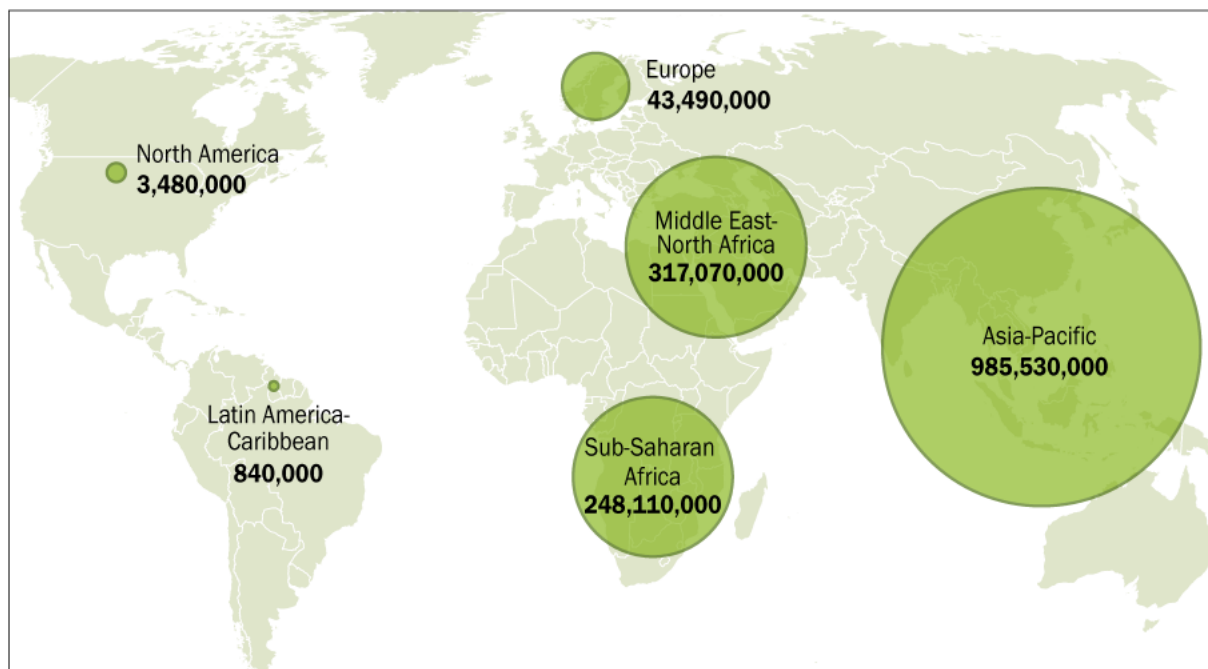 Europe
43,490,000
North America
3,480,000
Middle East-
North Africa
317,070,000
Asia-Pacific
985,530,000
Latin America-
Caribbean
840,000
Sub-Saharan
Africa
248,110,000